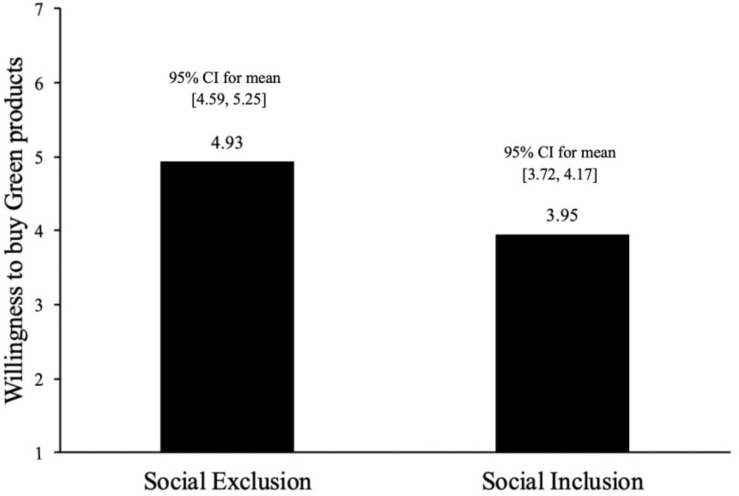 Willingness to buy Green products
7
6
5
4
3
2
1
95% CI for mean
[4.59, 5.25]
4.93
95% CI for mean
[3.72, 4.17]
3.95
Social Exclusion
Social Inclusion